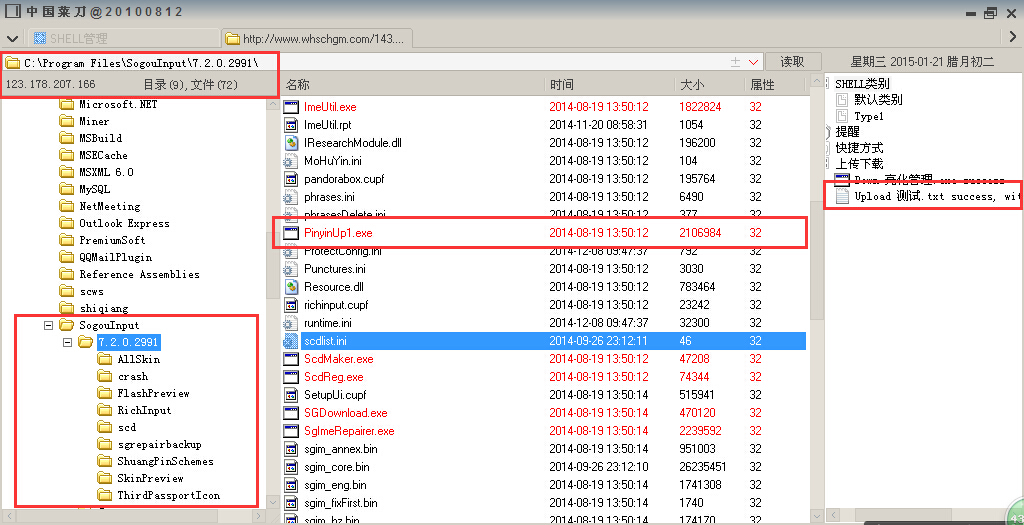 中国菜刀@20100812
SHELL管理
http://www.whschgm.com/143....
C:\Program Files\SogouInput\7.2.0.2991\
读取
123.178.207.166 目录(9),文件(72)
Microsoft.NET
Miner
MSBuild
MSECache
MSXML 6.0
MySQL
NetMeeting
Outlook Express
PremiumSoft
QQMailPlugin
Reference Assemblies
scws
shiqiang
SogouInput
7.2.0.2991
AllSkin
crash
FlashPreview
RichInput
scd
sgrepairbackup
ShuangPinSchemes
SkinPreview
ThirdPassportIcon
名称 时间 大小 属性
ImeUtil.exe 2014-08-19 13:50:12 1822824 32
ImeUtil.rpt 2014-11-20 08:58:31 1054 32
IResearchModule.dll 2014-08-19 13:50:12 196200 32
MoHuYin.ini 2014-08-19 13:50:12 104 32
pandorabox.cupf 2014-08-19 13:50:12 195764 32
phrases.ini 2014-08-19 13:50:12 6490 32
phrasesDelete.ini 2014-08-19 13:50:12 377 32
PinyinUp1.exe 2014-08-19 13:50:12 2106984 32
ProtectConfig.ini 2014-12-08 09:47:37 792 32
Punctures.ini 2014-08-19 13:50:12 3030 32
Resource.dll 2014-08-19 13:50:12 783464 32
richinput.cupf 2014-08-19 13:50:12 23242 32
runtime.ini 2014-12-08 09:47:37 32300 32
scdlist.ini 2014-09-26 23:12:11 46 32
ScdMaker.exe 2014-08-19 13:50:12 47208 32
ScdReg.exe 2014-08-19 13:50:12 74344 32
SetupUi.cupf 2014-08-19 13:50:14 515941 32
SGDownload.exe 2014-08-19 13:50:14 470120 32
SgImeRepairer.exe 2014-08-19 13:50:14 2239592 32
sgim_annex.bin 2014-08-19 13:50:14 951003 32
sgim_core.bin 2014-09-26 23:12:10 26235451 32
sgim_eng.bin 2014-08-19 13:50:14 1741308 32
sgim_fixFirst.bin 2014-08-19 13:50:14 1740 32
sgim_hz.bin 2014-08-19 13:50:14 174170 32
星期三 2015-01-21 腊月初二
SHELL类别
默认类别
Type1
提醒
快捷方式
上传下载
Down 亮化管理.exe success
Upload 测试.txt success, wit